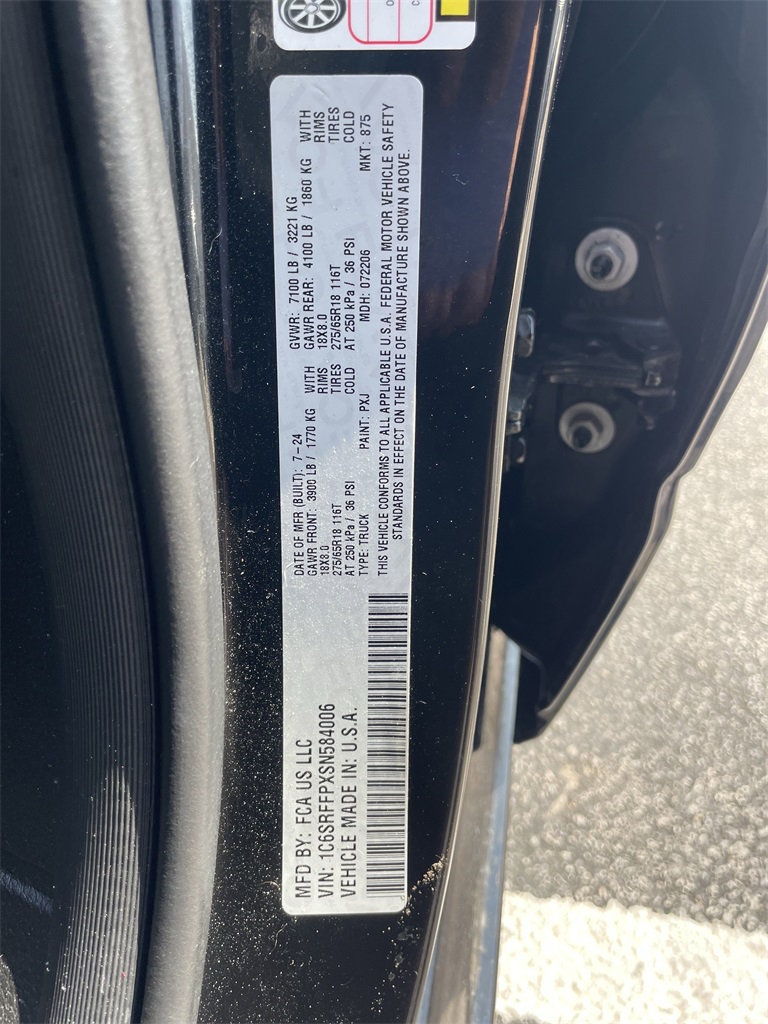 MFD BY: FCA US LLC
VIN: 1C6SRFFPXSN584006
VEHICLE MADE IN: U.S.A.
DATE OF MFR (BUILT): 7-24 GVWR: 7100 LB / 3221 KG
GAWR FRONT: 3900 LB / 1770 KG WITH GAWR REAR: 4100 LB / 1860 KG WITH
18X8.0 RIMS 18X8.0 RIMS
275/65R18 116T TIRES 275/65R18 116T TIRES
AT 250 kPa / 36 PSI COLD AT 250 kPa / 36 PSI COLD
TYPE: TRUCK PAINT: PXJ MDH: 072206 MKT: 875
THIS VEHICLE CONFORMS TO ALL APPLICABLE U.S.A. FEDERAL MOTOR VEHICLE SAFETY
STANDARDS IN EFFECT ON THE DATE OF MANUFACTURE SHOWN ABOVE.